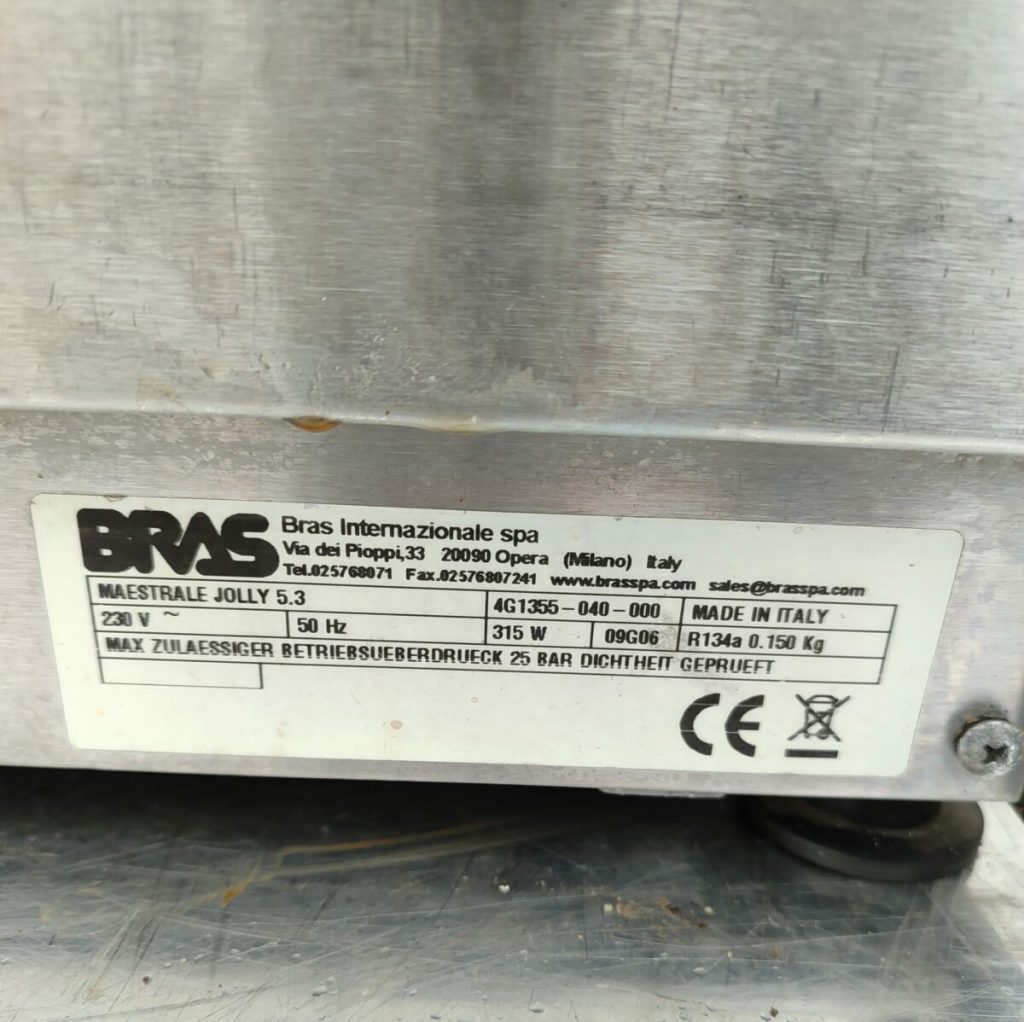 BRAS
Bras Internazionale spa
Via dei Pioppi,33 20090 Opera (Milano) Italy
Tel.025768071 Fax.02576807241 www.brasspa.com sales@brasspa.com
MAESTRALE JOLLY 5.3 4G1355-040-000 MADE IN ITALY
230 V ~ 50 Hz 315 W 09G06 R134a 0.150 Kg
MAX ZULAESSIGER BETRIEBSUEBERDRUECK 25 BAR DICHTHEIT GEPRUEFT
CE